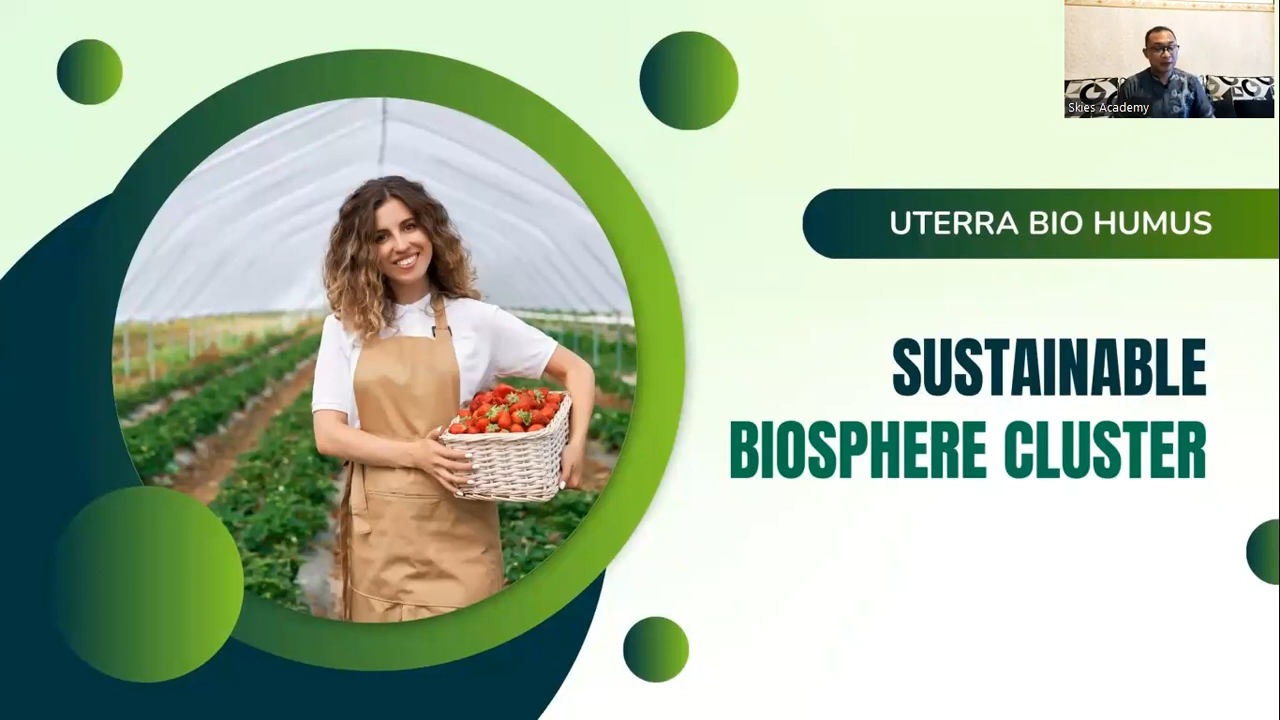 Skies Academy
UTERRA BIO HUMUS
SUSTAINABLE
BIOSPHERE CLUSTER